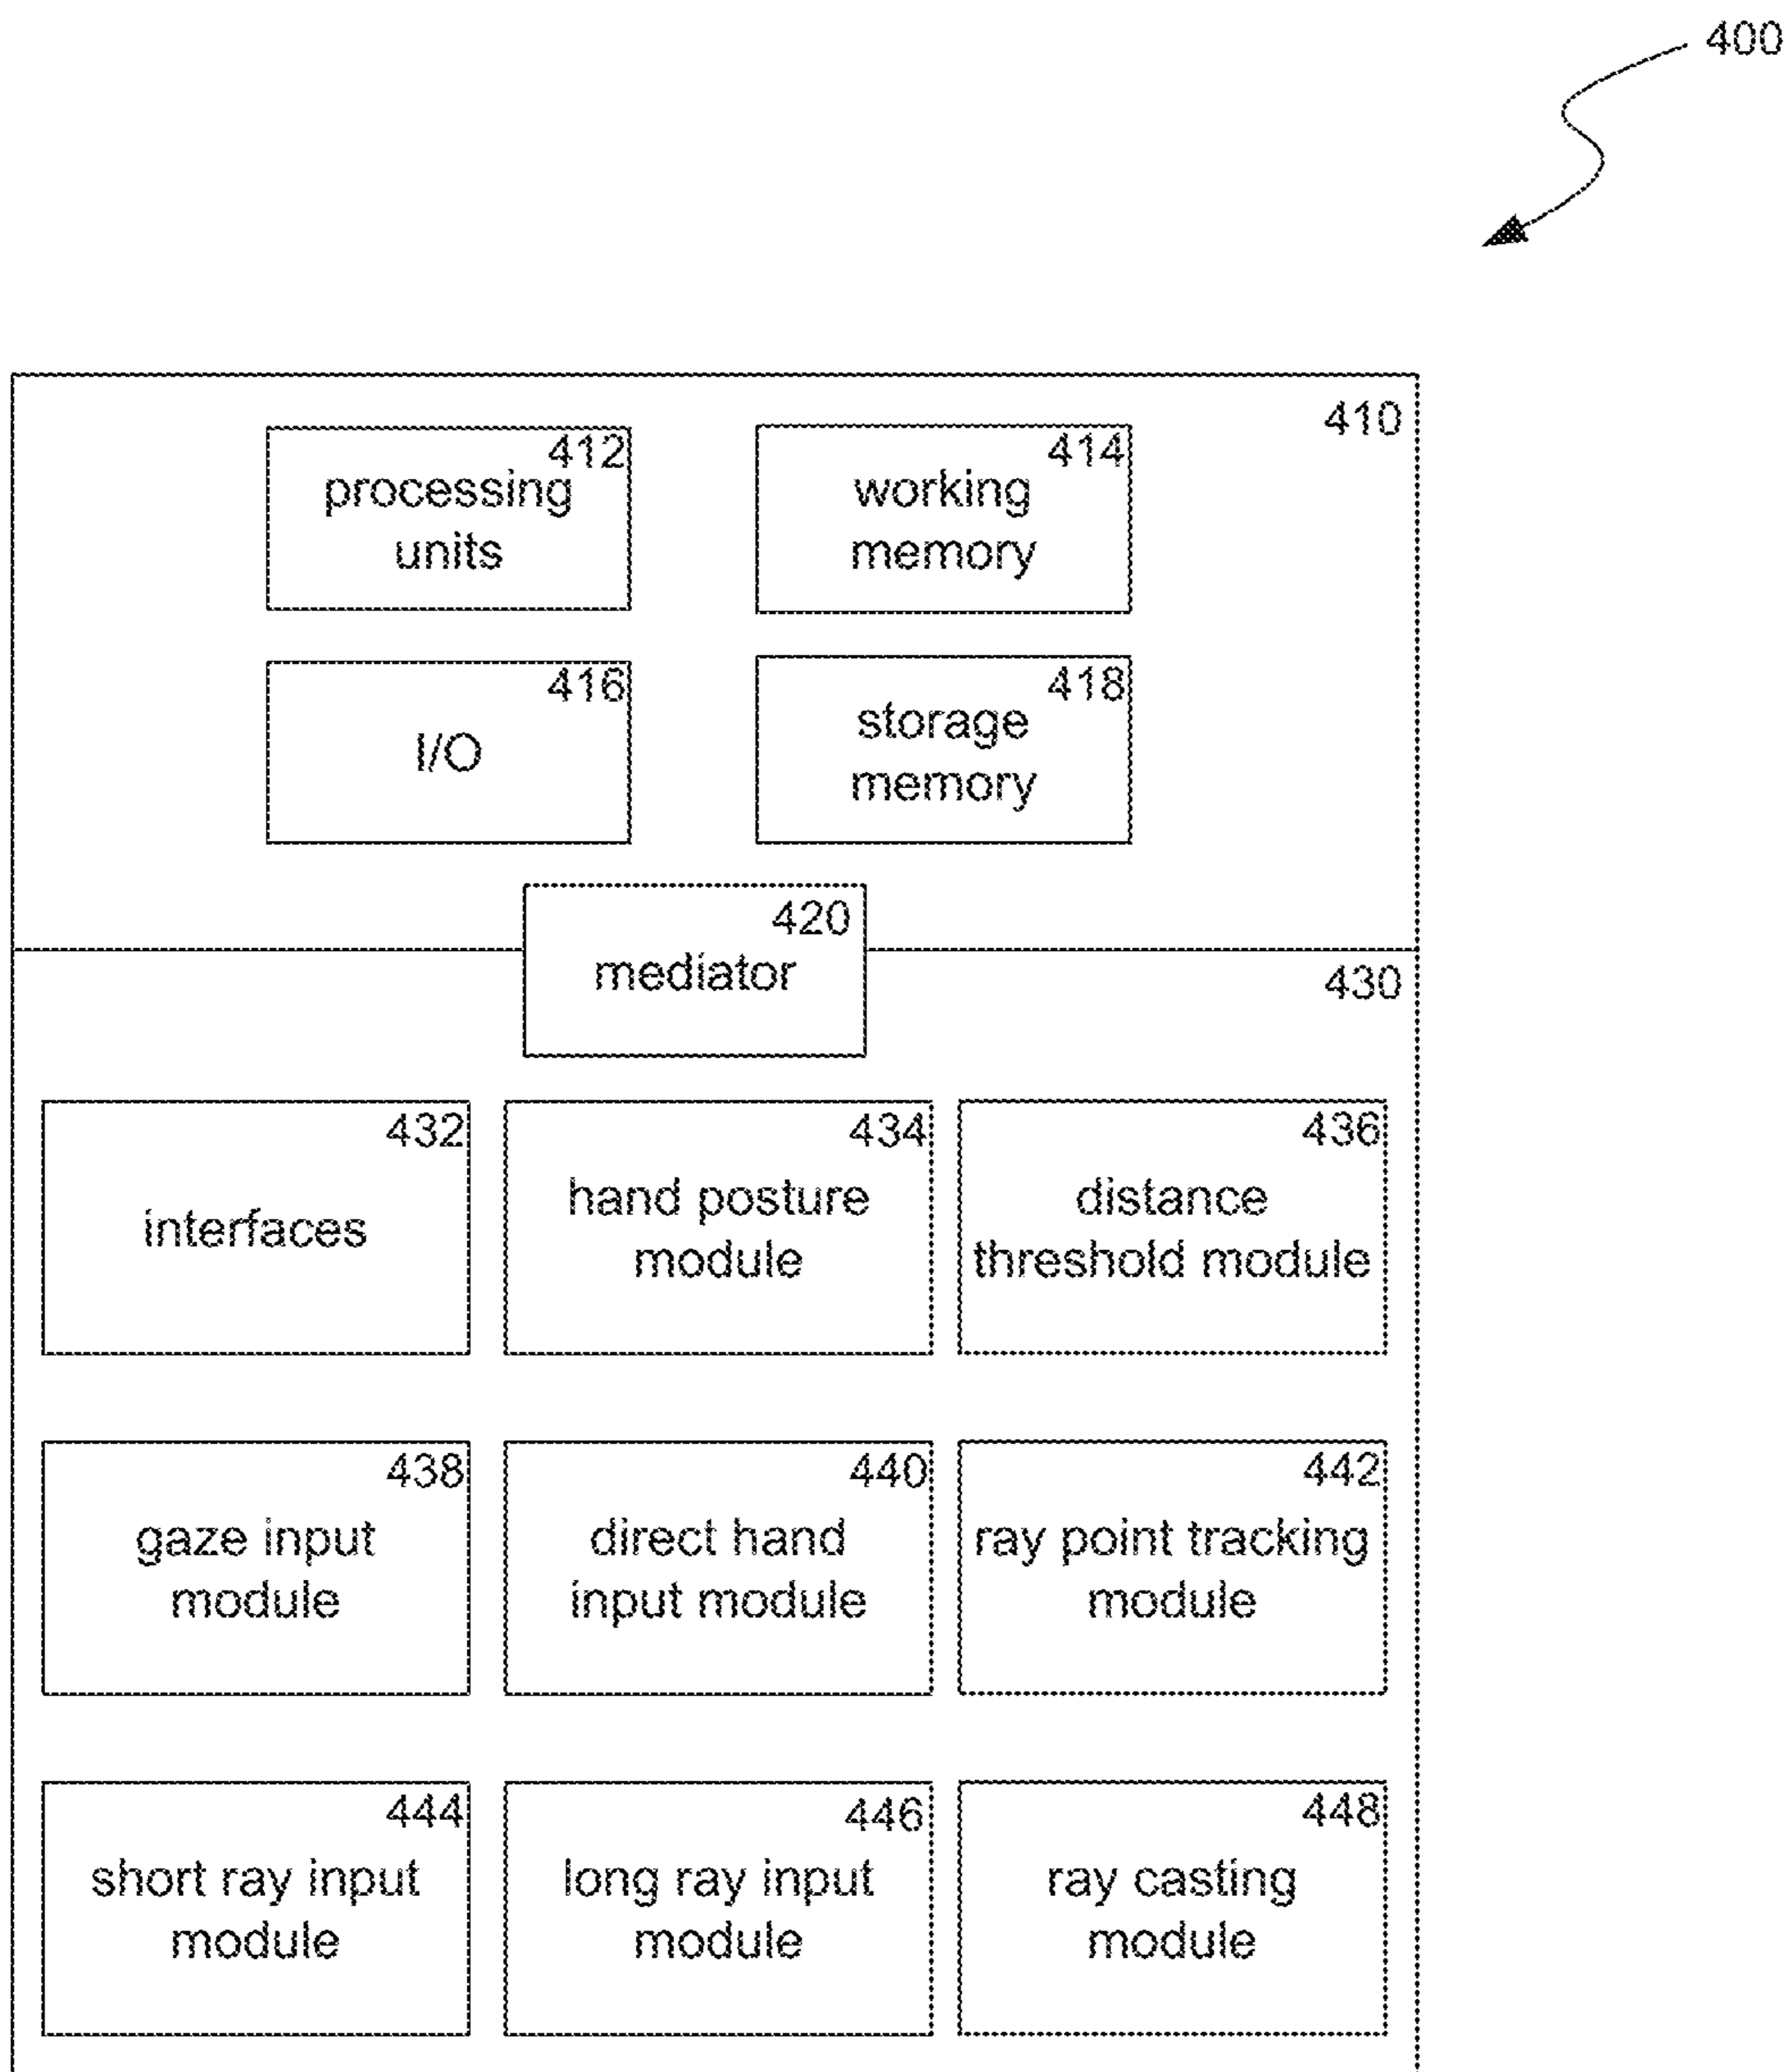 400
410
412
processing
units
414
working
memory
416
I/O
418
storage
memory
420
mediator
430
432
interfaces
434
hand posture
module
436
distance
threshold module
438
gaze input
module
440
direct hand
input module
442
ray point tracking
module
444
short ray input
module
446
long ray input
module
448
ray casting
module